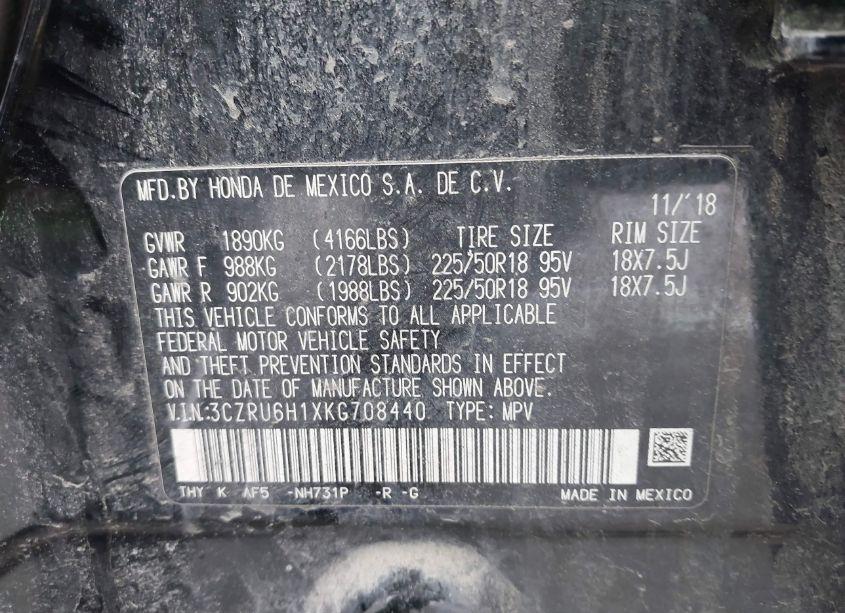 MFD.BY HONDA DE MEXICO S.A. DE C.V.
11/'18
GVWR 1890KG (4166LBS) TIRE SIZE RIM SIZE
GAWR F 988KG (2178LBS) 225/50R18 95V 18X7.5J
GAWR R 902KG (1988LBS) 225/50R18 95V 18X7.5J
THIS VEHICLE CONFORMS TO ALL APPLICABLE
FEDERAL MOTOR VEHICLE SAFETY
AND THEFT PREVENTION STANDARDS IN EFFECT
ON THE DATE OF MANUFACTURE SHOWN ABOVE.
V.I.N:3CZRU6H1XKG708440 TYPE: MPV
THY K AF5 -NH731P -R -G MADE IN MEXICO